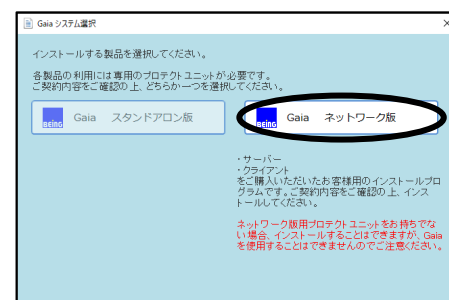 Gaia システム選択
インストールする製品を選択してください。
各製品の利用には専用のプロテクトユニットが必要です。
ご契約内容をご確認の上、どちらか一つを選択してください。
BEING Gaia スタンドアロン版
BEING Gaia ネットワーク版
・サーバー
・クライアント
をご購入いただいたお客様用のインストールプロ
グラムです。ご契約内容をご確認の上、インス
トールしてください。
ネットワーク版用プロテクトユニットをお持ちでな
い場合、インストールすることはできますが、Gaia
を使用することはできませんのでご注意ください。